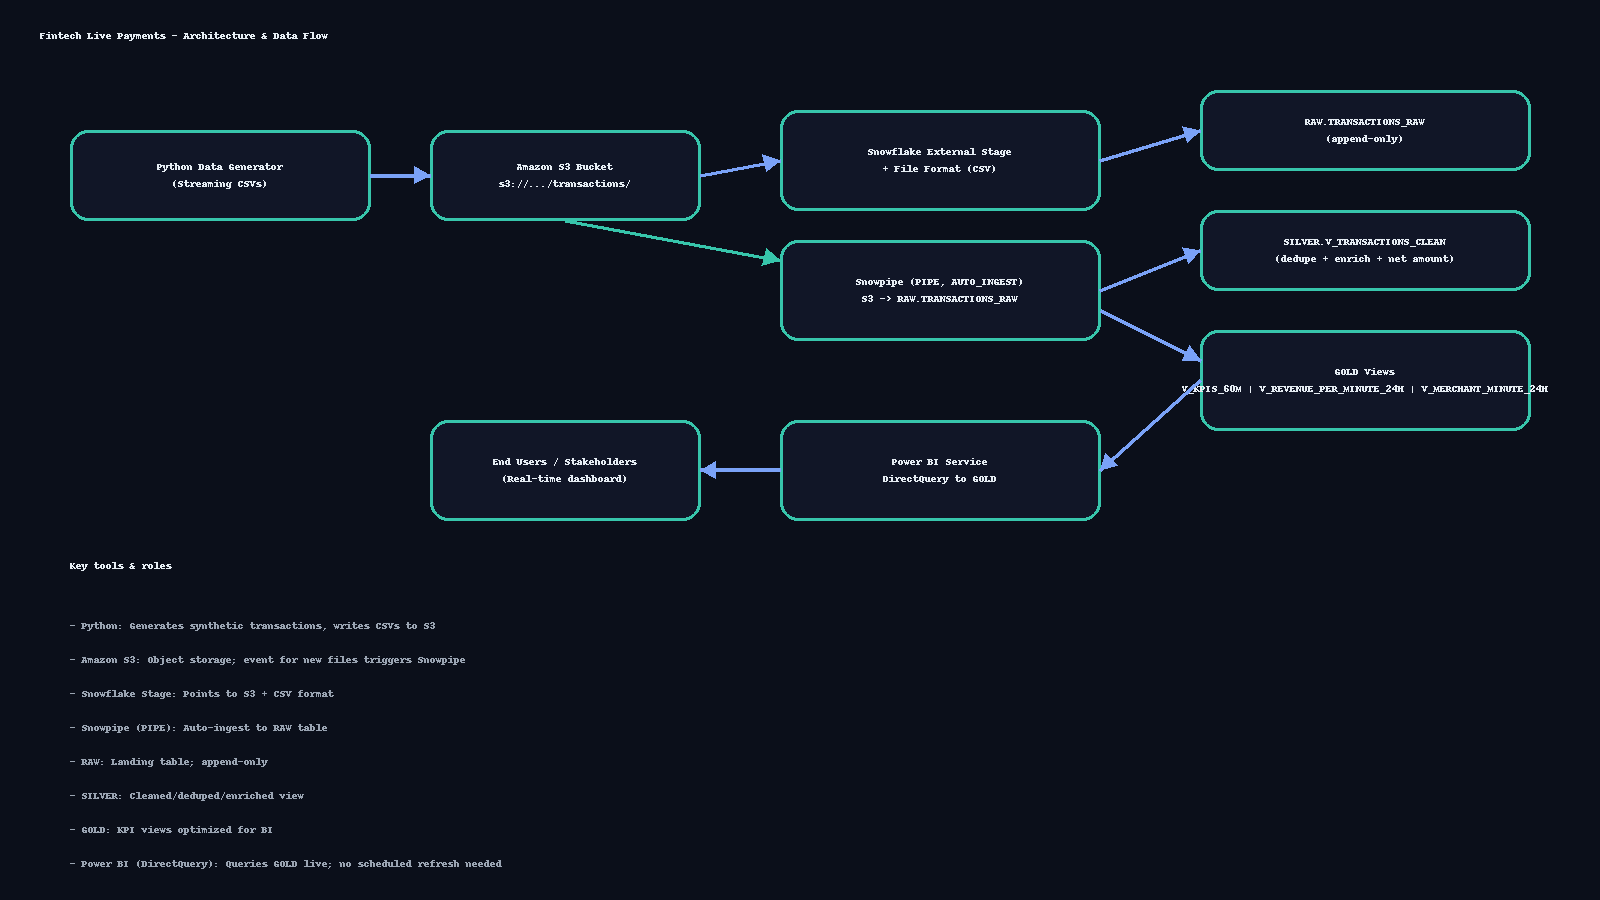 Fintech Live Payments - Architecture & Data Flow
Python Data Generator
(Streaming CSVs)
Amazon S3 Bucket
s3://.../transactions/
Snowflake External Stage
+ File Format (CSV)
RAW.TRANSACTIONS_RAW
(append-only)
Snowpipe (PIPE, AUTO_INGEST)
S3 -> RAW.TRANSACTIONS_RAW
SILVER.V_TRANSACTIONS_CLEAN
(dedupe + enrich + net amount)
GOLD Views
V_KPIS_60M | V_REVENUE_PER_MINUTE_24H | V_MERCHANT_MINUTE_24H
End Users / Stakeholders
(Real-time dashboard)
Power BI Service
DirectQuery to GOLD
Key tools & roles
- Python: Generates synthetic transactions, writes CSVs to S3
- Amazon S3: Object storage; event for new files triggers Snowpipe
- Snowflake Stage: Points to S3 + CSV format
- Snowpipe (PIPE): Auto-ingest to RAW table
- RAW: Landing table; append-only
- SILVER: Cleaned/deduped/enriched view
- GOLD: KPI views optimized for BI
- Power BI (DirectQuery): Queries GOLD live; no scheduled refresh needed